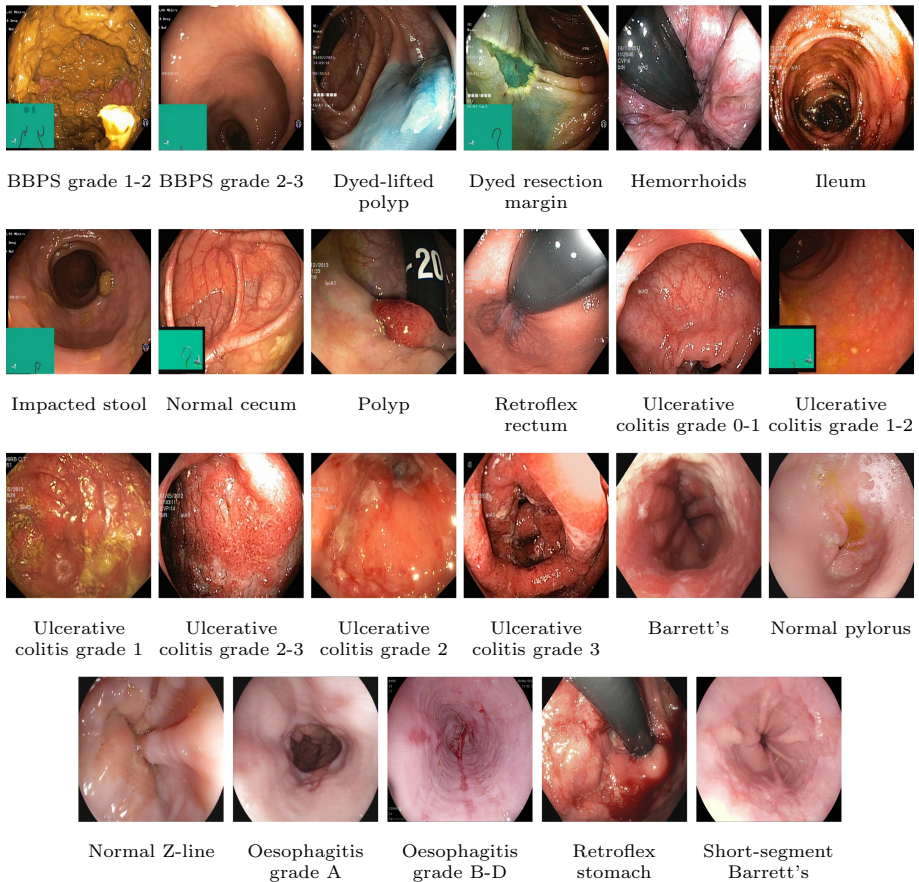 BBPS grade 1-2 BBPS grade 2-3 Dyed-lifted polyp Dyed resection margin Hemorrhoids Ileum
-20
Impacted stool Normal cecum Polyp Retroflex rectum Ulcerative colitis grade 0-1 Ulcerative colitis grade 1-2
Ulcerative colitis grade 1 Ulcerative colitis grade 2-3 Ulcerative colitis grade 2 Ulcerative colitis grade 3 Barrett's Normal pylorus
Normal Z-line Oesophagitis grade A Oesophagitis grade B-D Retroflex stomach Short-segment Barrett's